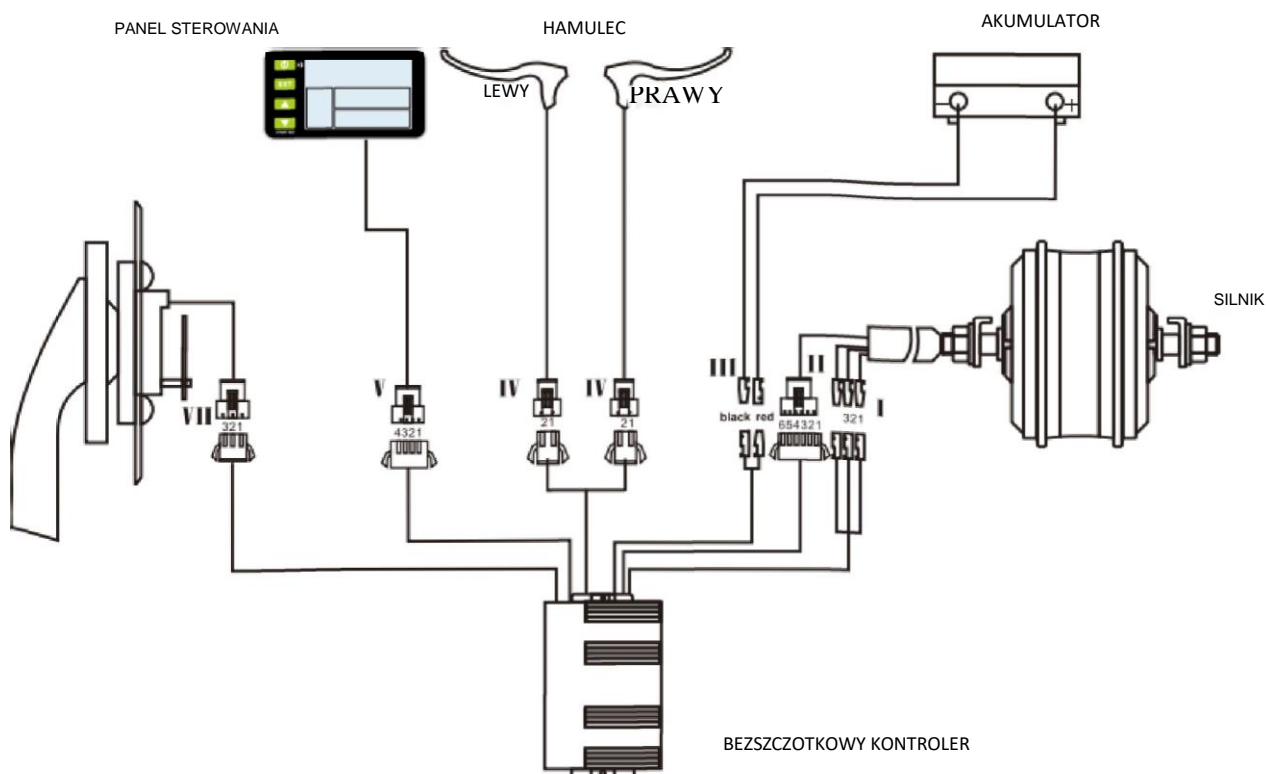 PANEL STEROWANIA
HAMULEC
AKUMULATOR
LEWY
PRAWY
SET
− +
SILNIK
III
II
I
V
IV
IV
VII
black red
654321
321
321
4321
21
21
BEZSZCZOTKOWY KONTROLER